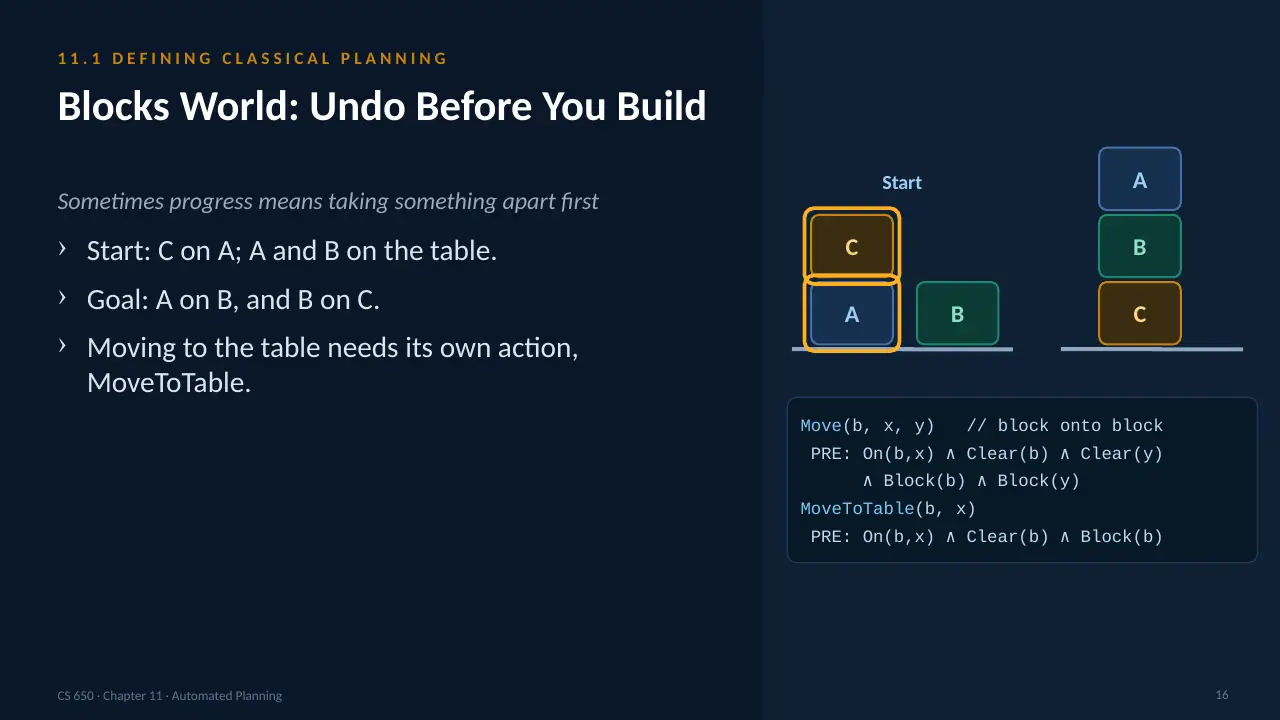 11.1 DEFINING CLASSICAL PLANNING
Blocks World: Undo Before You Build
Sometimes progress means taking something apart first
› Start: C on A; A and B on the table.
› Goal: A on B, and B on C.
› Moving to the table needs its own action,
MoveToTable.
Start
C
A
B
A
B
C
Move(b, x, y)   // block onto block
PRE: On(b,x) ∧ Clear(b) ∧ Clear(y)
∧ Block(b) ∧ Block(y)
MoveToTable(b, x)
PRE: On(b,x) ∧ Clear(b) ∧ Block(b)
CS 650 · Chapter 11 · Automated Planning
16